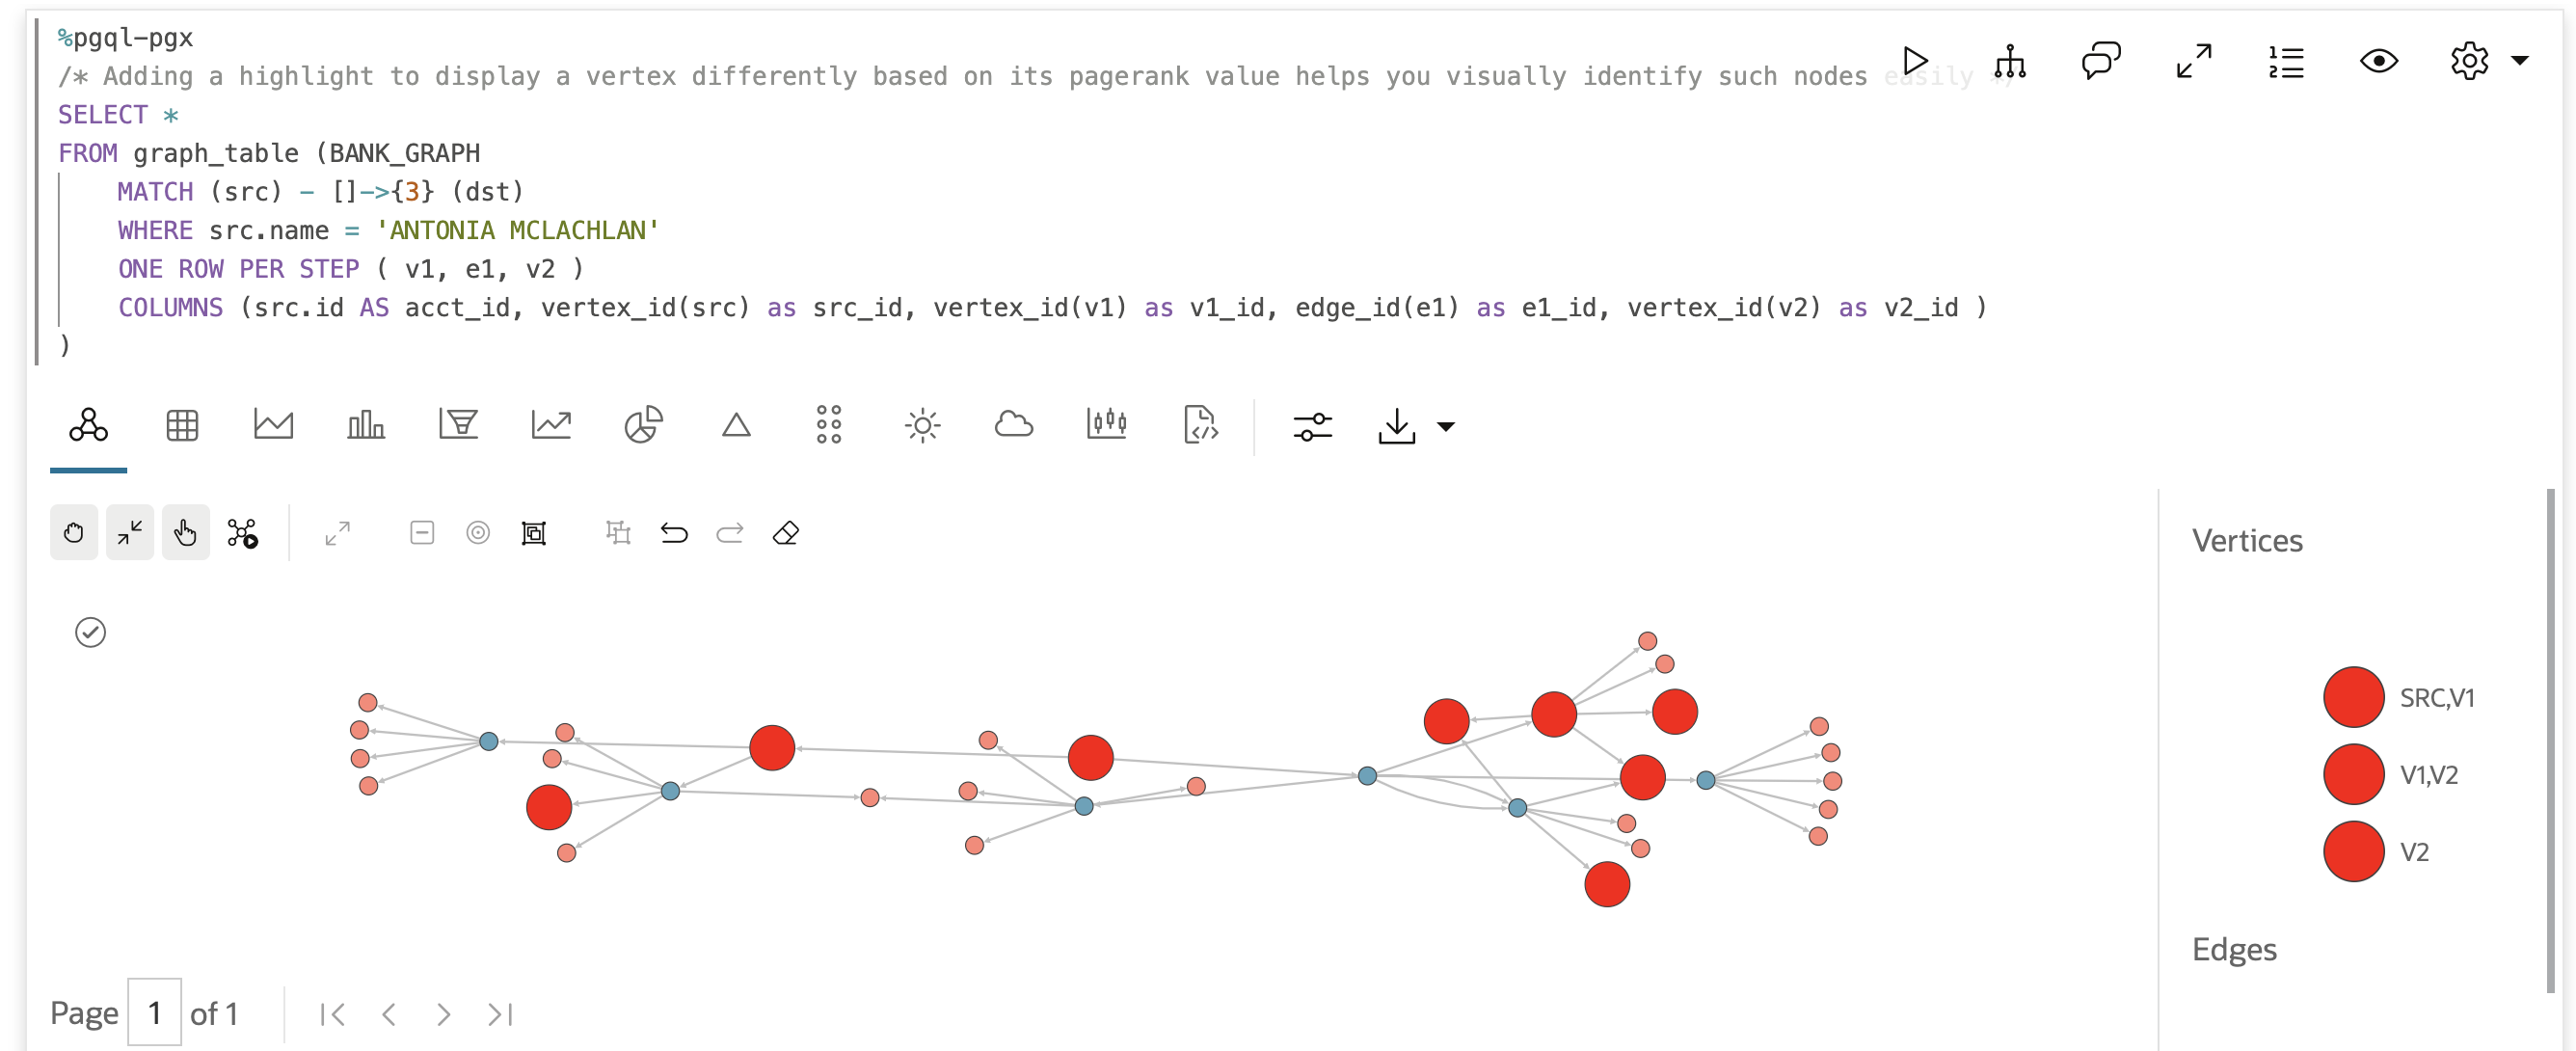 %pgql-pgx
/* Adding a highlight to display a vertex differently based on its pagerank value helps you visually identify such nodes easily */
SELECT *
FROM graph_table (BANK_GRAPH
MATCH (src) - []->{3} (dst)
WHERE src.name = 'ANTONIA MCLACHLAN'
ONE ROW PER STEP ( v1, e1, v2 )
COLUMNS (src.id AS acct_id, vertex_id(src) as src_id, vertex_id(v1) as v1_id, edge_id(e1) as e1_id, vertex_id(v2) as v2_id )
)
Vertices
SRC,V1
V1,V2
V2
Edges
Page 1 of 1